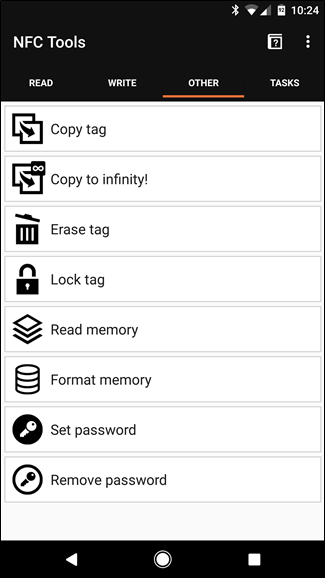 10:24
NFC Tools
READ
WRITE
OTHER
TASKS
Copy tag
Copy to infinity!
Erase tag
Lock tag
Read memory
Format memory
Set password
Remove password